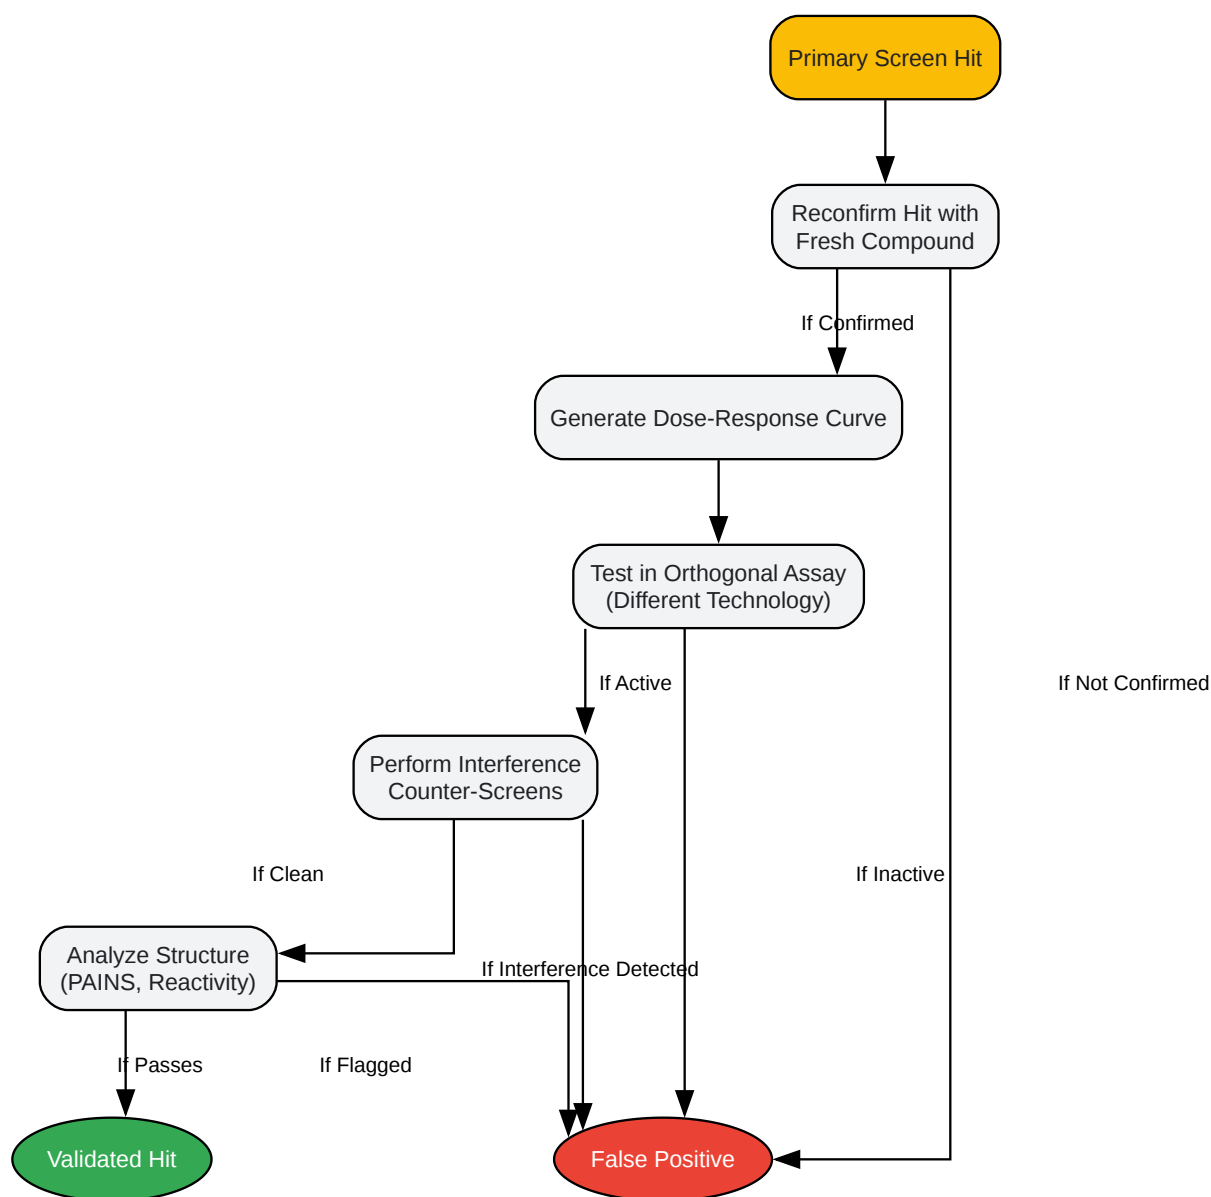 Primary Screen Hit
Reconfirm Hit with
Fresh Compound
If Confirmed
Generate Dose-Response Curve
Test in Orthogonal Assay
(Different Technology)
If Active
If Not Confirmed
Perform Interference
Counter-Screens
If Clean
If Inactive
Analyze Structure
(PAINS, Reactivity)
If Interference Detected
If Passes
If Flagged
Validated Hit
False Positive